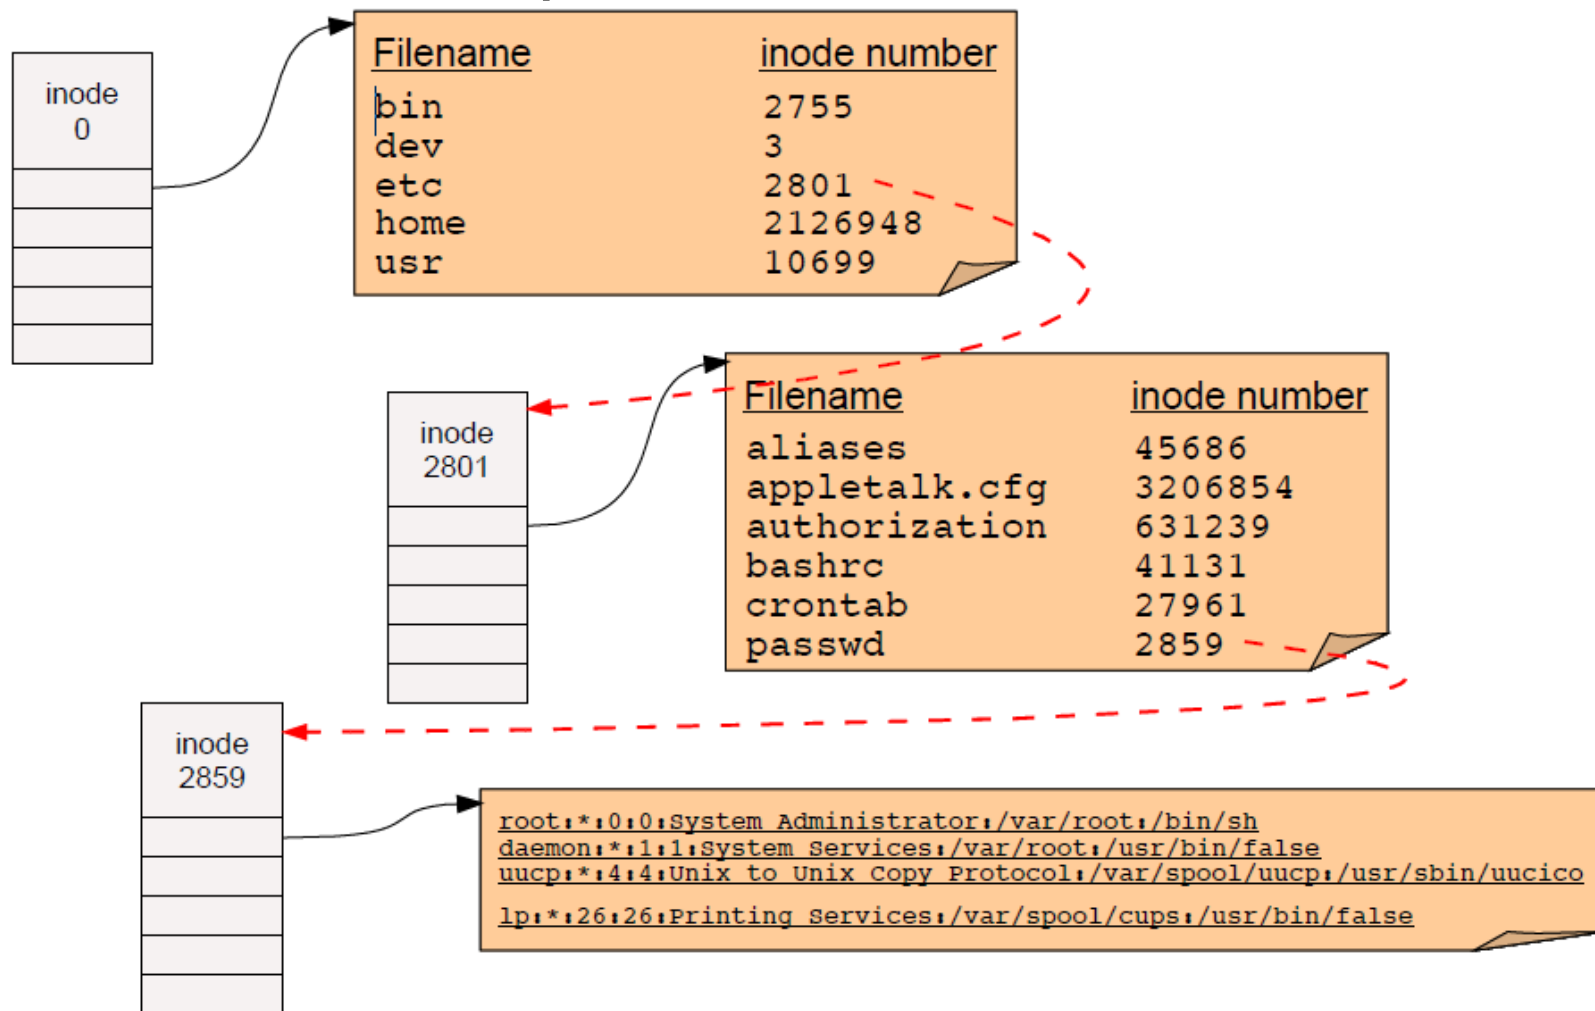 inode
0
Filename inode number
bin 2755
dev 3
etc 2801
home 2126948
usr 10699
inode
2801
Filename inode number
aliases 45686
appletalk.cfg 3206854
authorization 631239
bashrc 41131
crontab 27961
passwd 2859
inode
2859
root:*:0:0:System Administrator:/var/root:/bin/sh
daemon:*:1:1:System Services:/var/root:/usr/bin/false
uucp:*:4:4:Unix to Unix Copy Protocol:/var/spool/uucp:/usr/sbin/uucico
lp:*:26:26:Printing Services:/var/spool/cups:/usr/bin/false